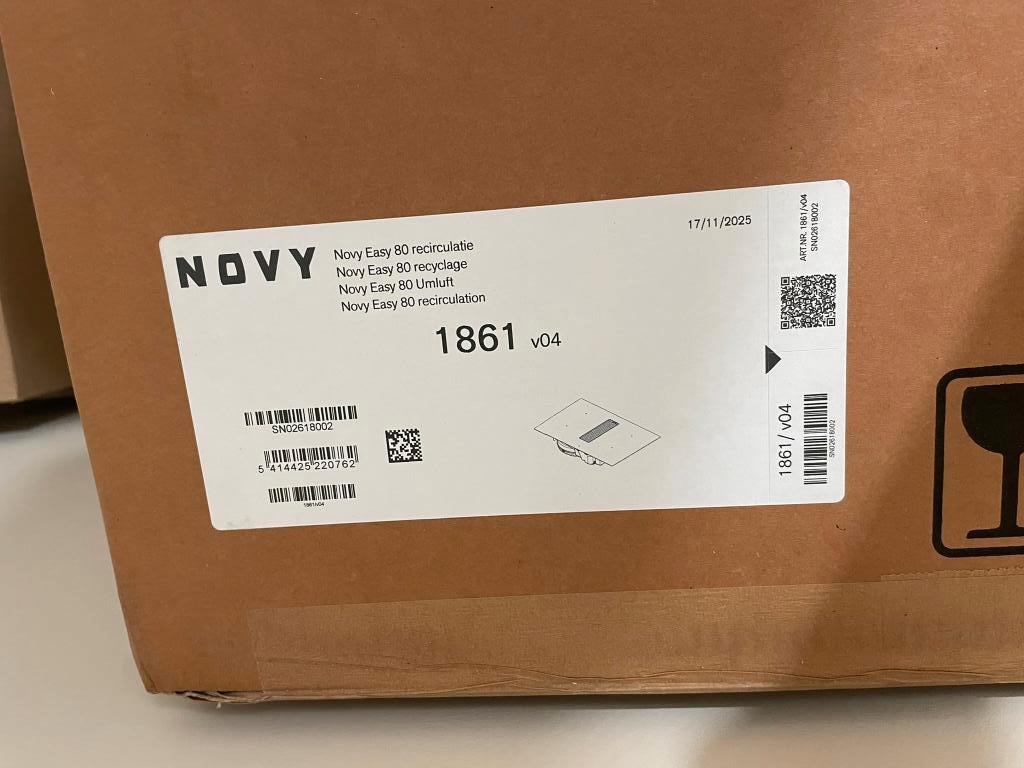 NOVY
Novy Easy 80 recirculatie
Novy Easy 80 recyclage
Novy Easy 80 Umluft
Novy Easy 80 recirculation
17/11/2025
1861 v04
SN02618002
5 414425 220762
1861/v04
ART.NR. 1861/v04
SN02618002
1861/ v04
SN02618002